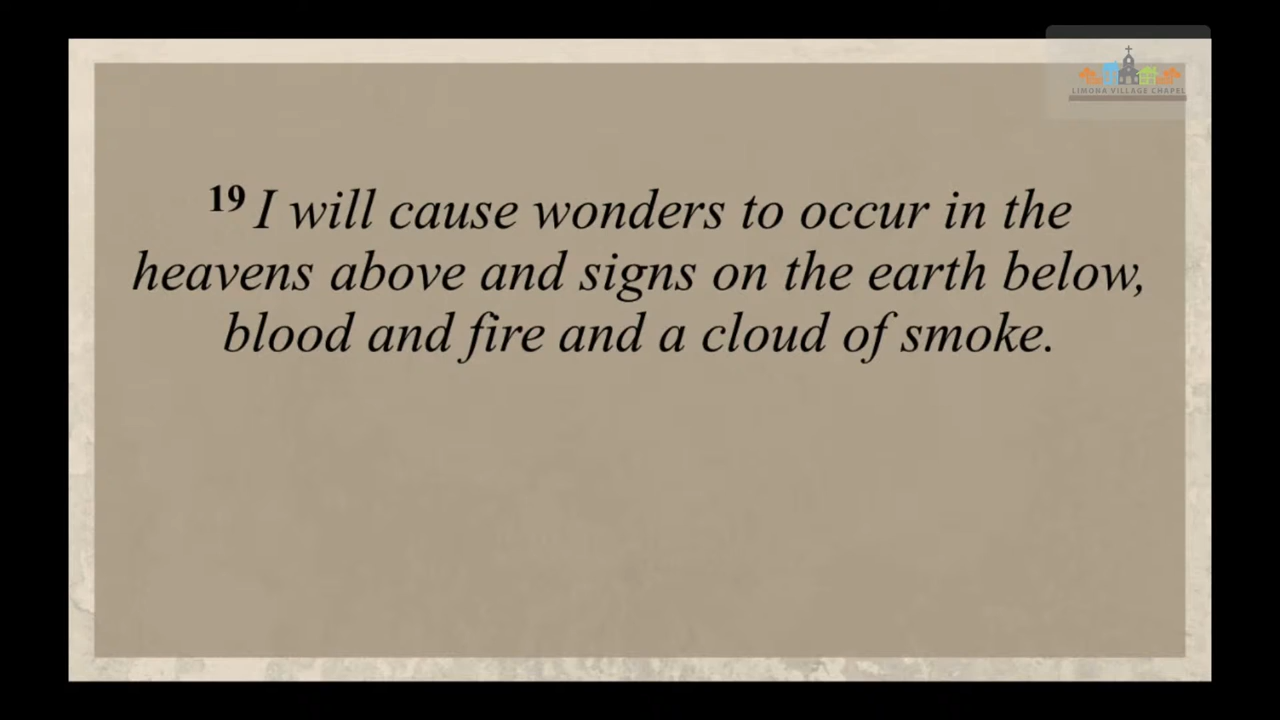 LIMONA VILLAGE CHAPEL
19 I will cause wonders to occur in the
heavens above and signs on the earth below,
blood and fire and a cloud of smoke.